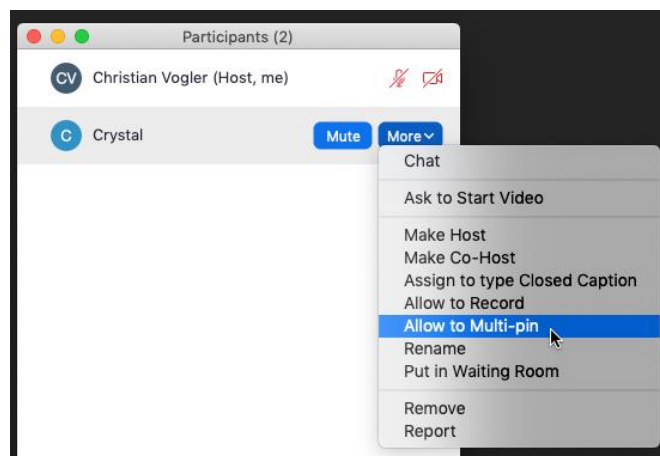 Participants (2)
CV Christian Vogler (Host, me)
C Crystal Mute More
Chat
Ask to Start Video
Make Host
Make Co-Host
Assign to type Closed Caption
Allow to Record
Allow to Multi-pin
Rename
Put in Waiting Room
Remove
Report